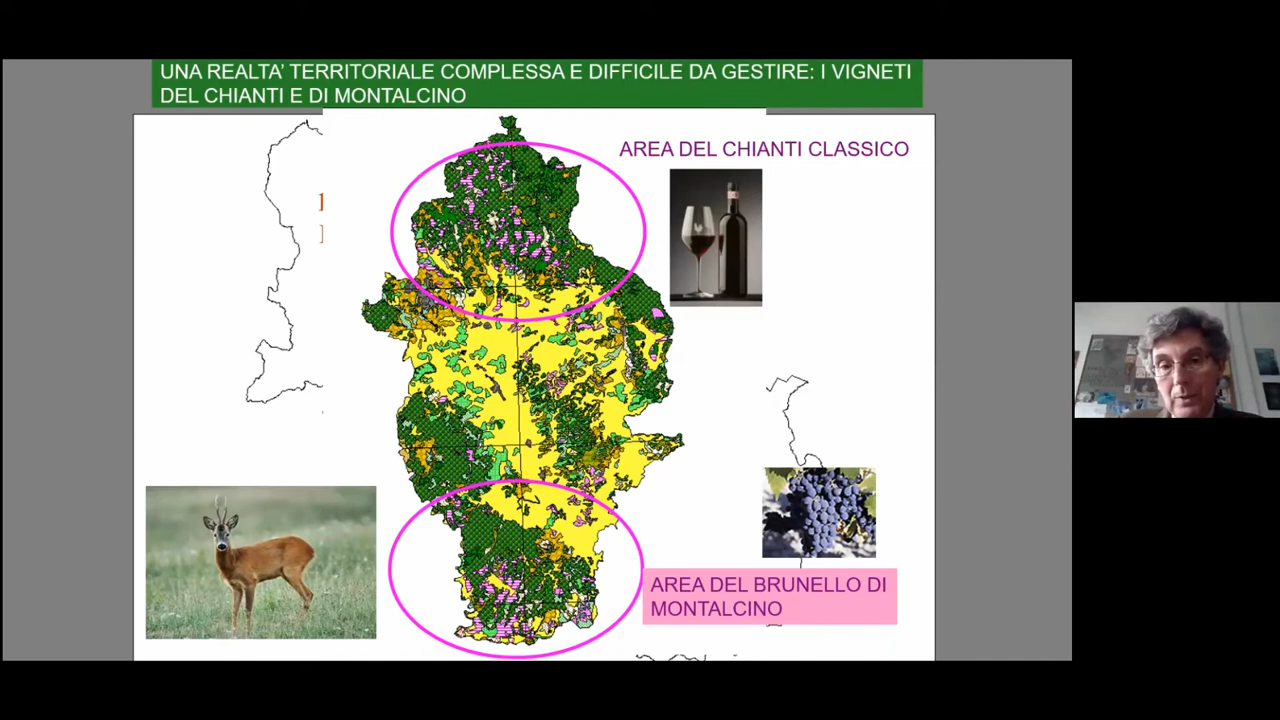 UNA REALTA’ TERRITORIALE COMPLESSA E DIFFICILE DA GESTIRE: I VIGNETI
DEL CHIANTI E DI MONTALCINO
AREA DEL CHIANTI CLASSICO
AREA DEL BRUNELLO DI
MONTALCINO